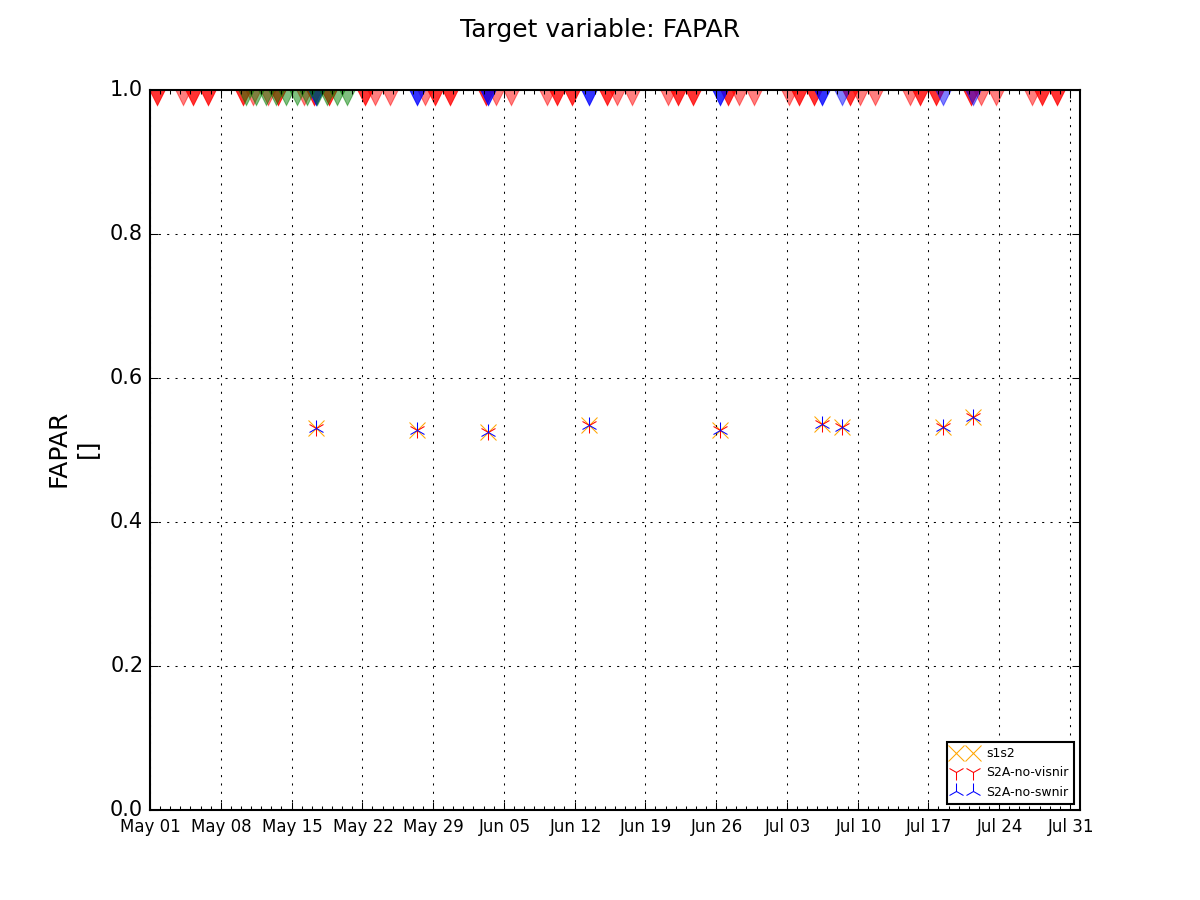 Target variable: FAPAR
1.0
0.8
0.6
0.4
0.2
0.0
FAPAR
[]
May 01 May 08 May 15 May 22 May 29 Jun 05 Jun 12 Jun 19 Jun 26 Jul 03 Jul 10 Jul 17 Jul 24 Jul 31
s1s2
S2A-no-visnir
S2A-no-swnir